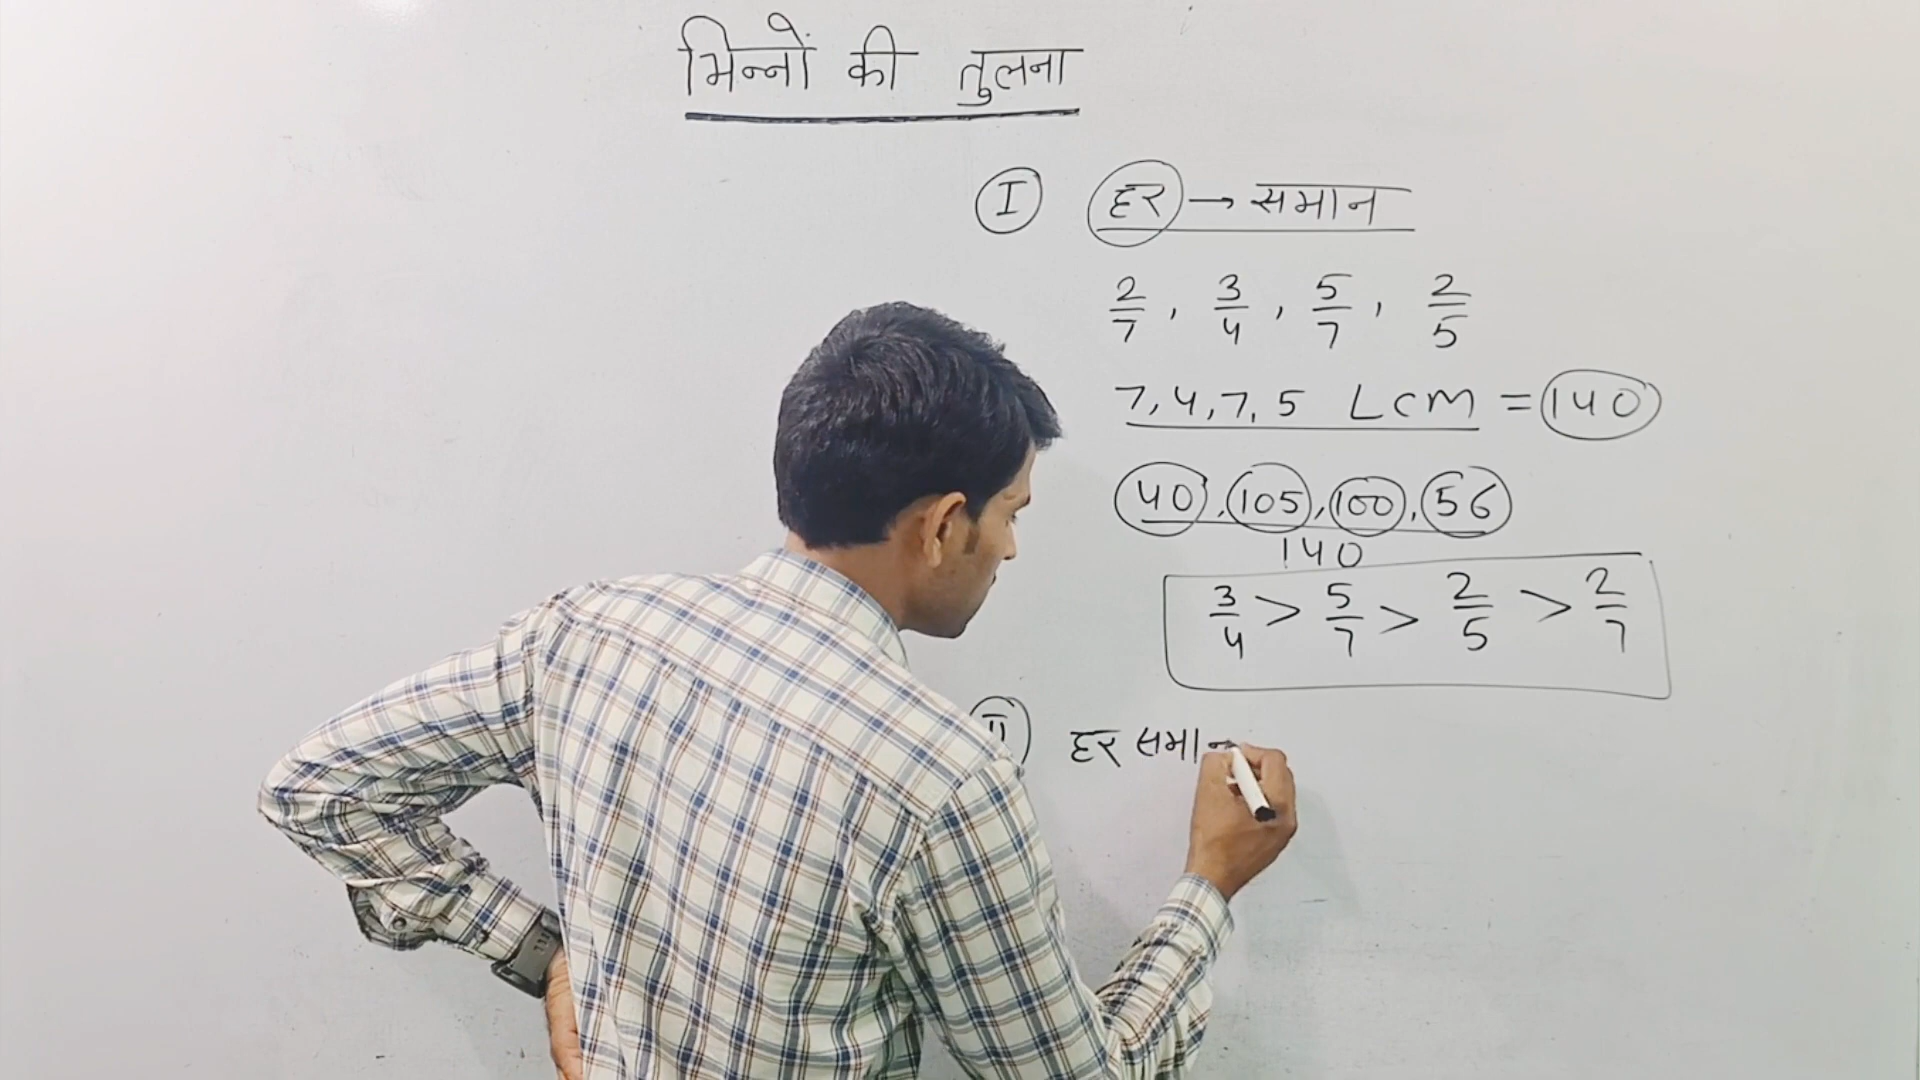 भिन्नों की तुलना
I हर → समान
2/7, 3/4, 5/7, 2/5
7, 4, 7, 5 LCM = 140
40, 105, 100, 56
140
3/4 > 5/7 > 2/5 > 2/7
II हर समान